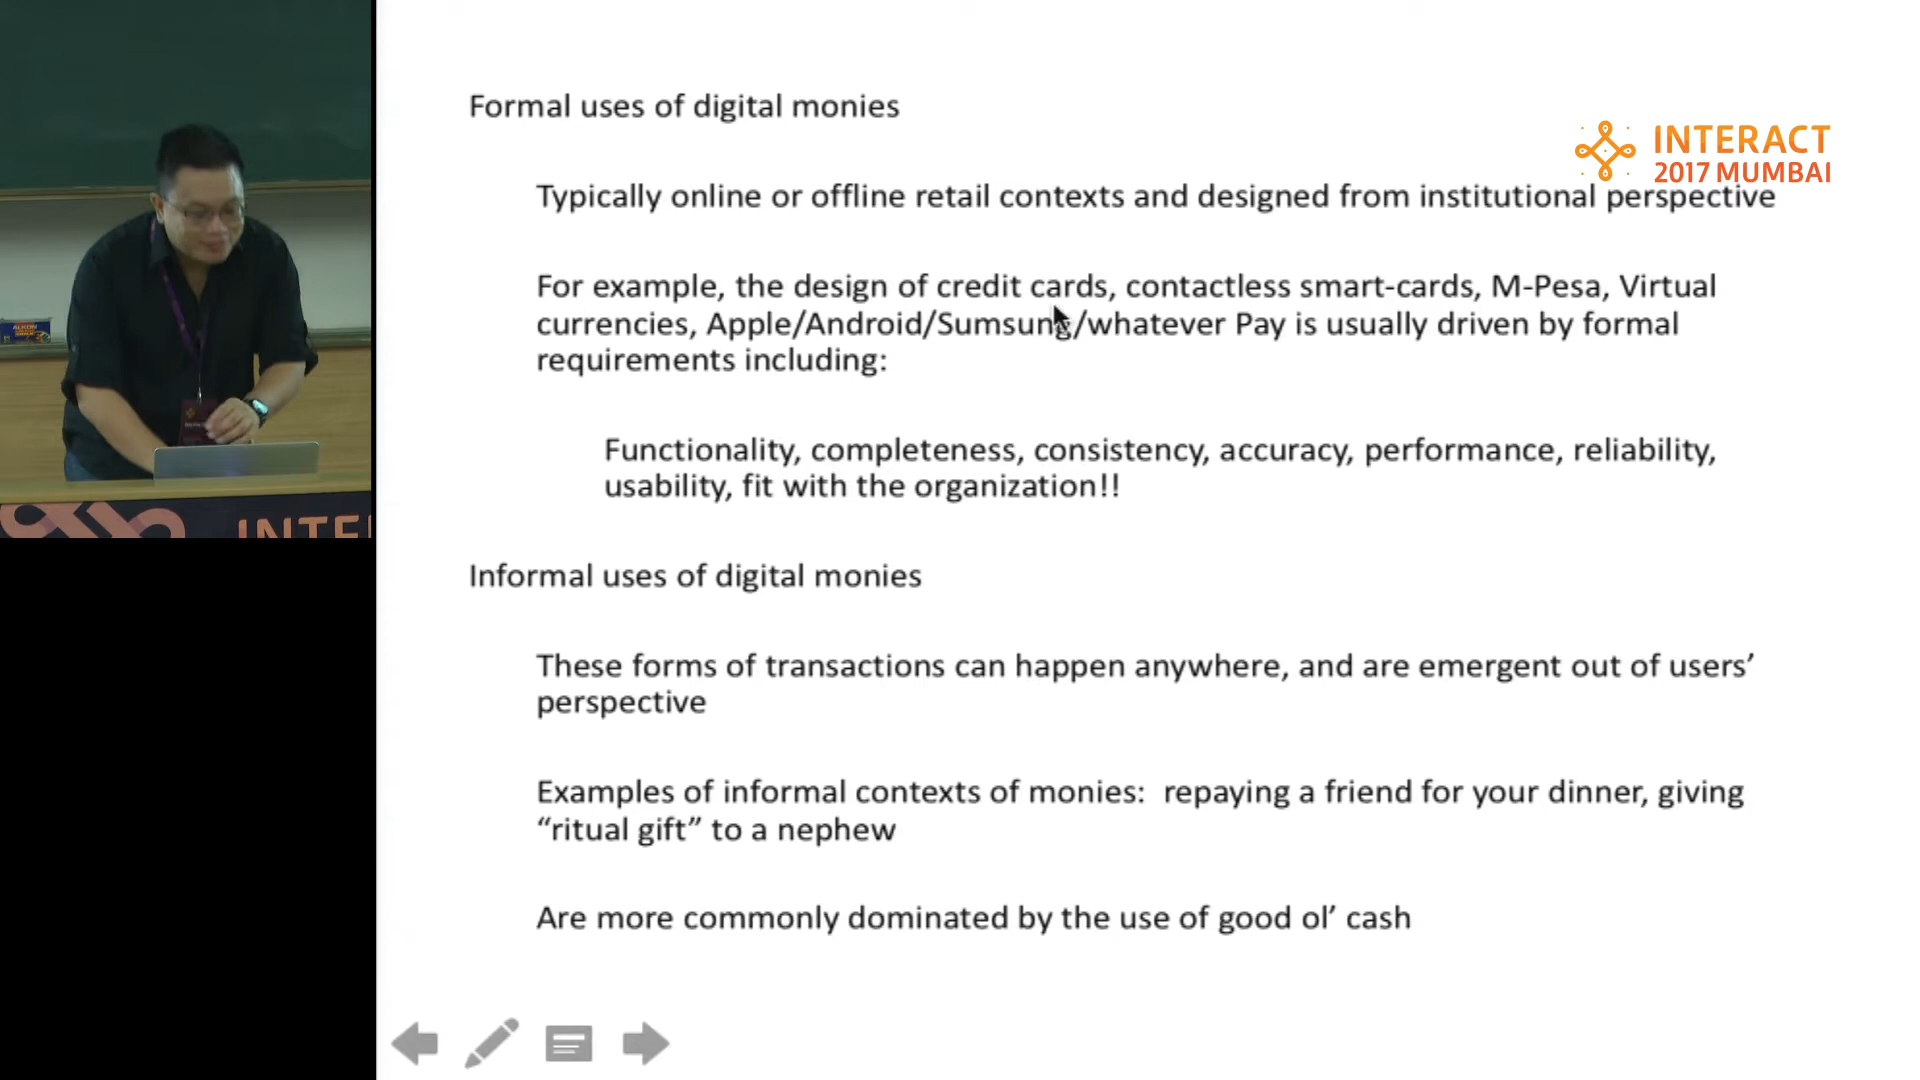 Formal uses of digital monies
INTERACT
2017 MUMBAI
Typically online or offline retail contexts and designed from institutional perspective
For example, the design of credit cards, contactless smart-cards, M-Pesa, Virtual
currencies, Apple/Android/Sumsung/whatever Pay is usually driven by formal
requirements including:
Functionality, completeness, consistency, accuracy, performance, reliability,
usability, fit with the organization!!
Informal uses of digital monies
These forms of transactions can happen anywhere, and are emergent out of users’
perspective
Examples of informal contexts of monies:  repaying a friend for your dinner, giving
“ritual gift” to a nephew
Are more commonly dominated by the use of good ol’ cash
ALKON
INTE